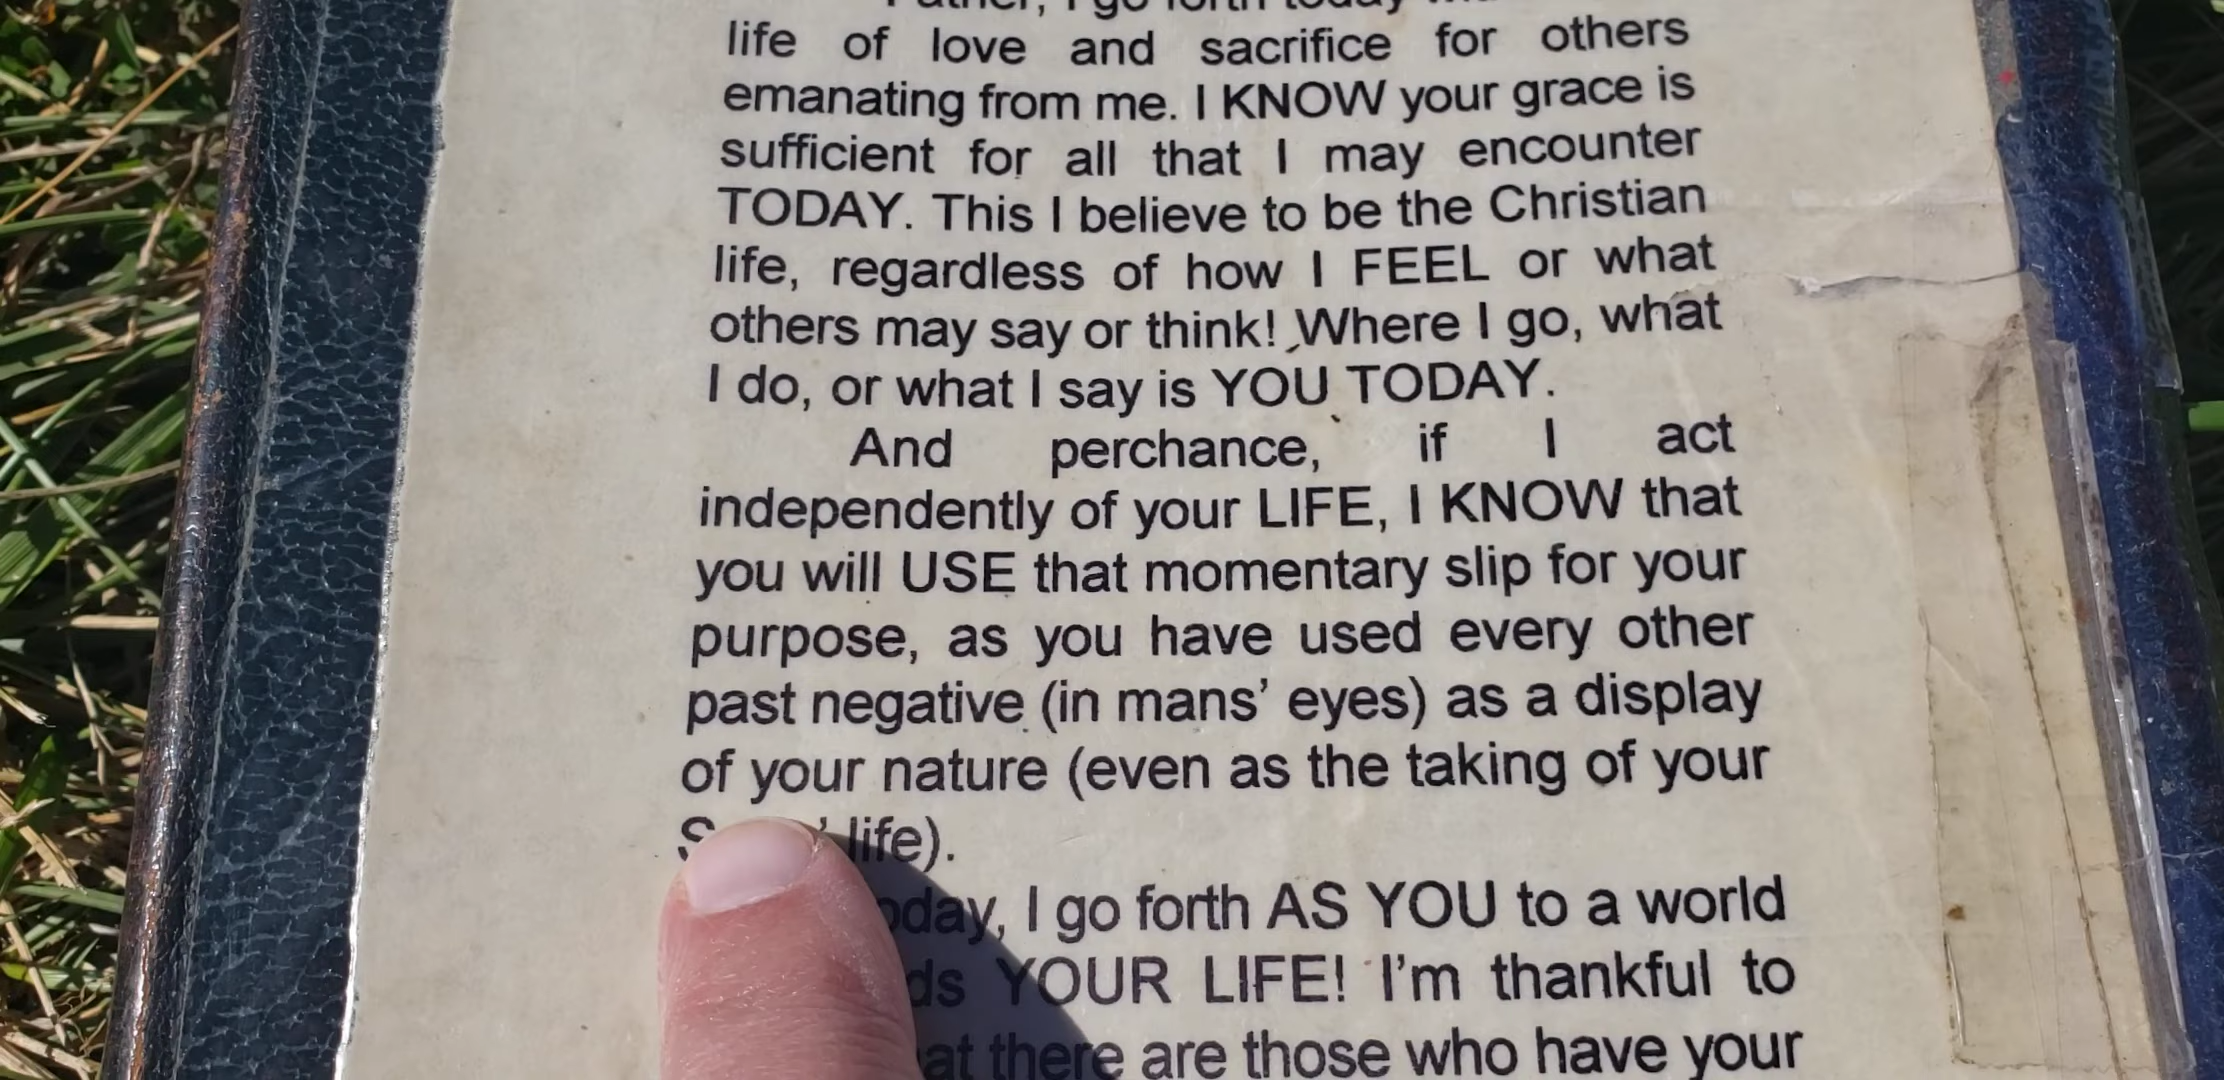 Father, I go forth today
life of love and sacrifice for others
emanating from me. I KNOW your grace is
sufficient for all that I may encounter
TODAY. This I believe to be the Christian
life, regardless of how I FEEL or what
others may say or think! Where I go, what
I do, or what I say is YOU TODAY.
And perchance, if I act
independently of your LIFE, I KNOW that
you will USE that momentary slip for your
purpose, as you have used every other
past negative (in mans’ eyes) as a display
of your nature (even as the taking of your
life).
I go forth AS YOU to a world
YOUR LIFE! I’m thankful to
there are those who have your